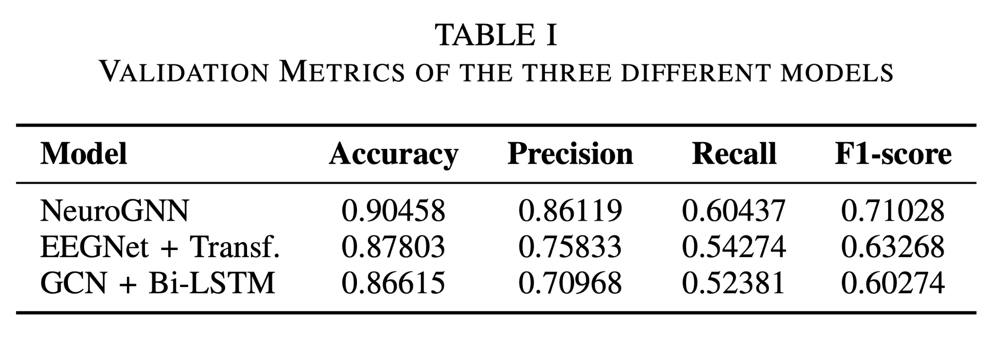 TABLE I
VALIDATION METRICS OF THE THREE DIFFERENT MODELS
Model Accuracy Precision Recall F1-score
NeuroGNN 0.90458 0.86119 0.60437 0.71028
EEGNet + Transf. 0.87803 0.75833 0.54274 0.63268
GCN + Bi-LSTM 0.86615 0.70968 0.52381 0.60274